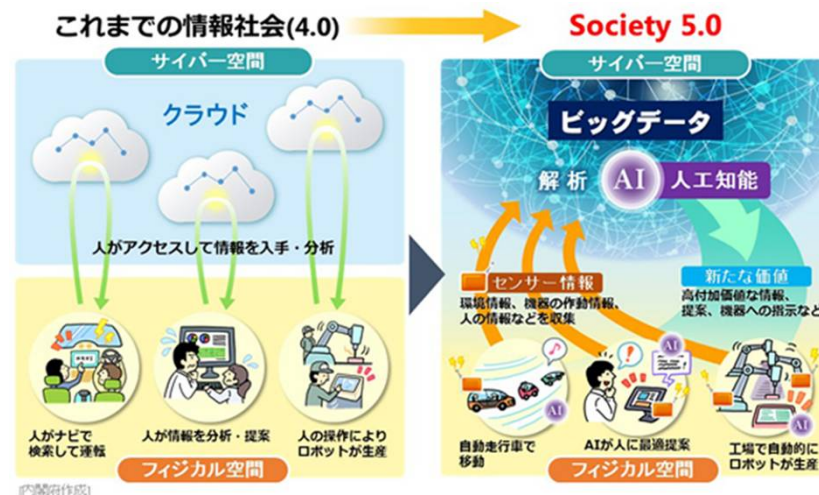 これまでの情報社会(4.0)
Society 5.0
サイバー空間
クラウド
人がアクセスして情報を入手・分析
人がナビで
検索して運転
人が情報を分析・提案
人の操作により
ロボットが生産
フィジカル空間
サイバー空間
ビッグデータ
解析 AI 人工知能
センサー情報
環境情報、機器の作動情報、
人の情報などを収集
新たな価値
高付加価値な情報、
提案、機器への指示など
AI
AI
AI
自動走行車で
移動
AIが人に最適提案
工場で自動的に
ロボットが生産
フィジカル空間
[内閣府作成]